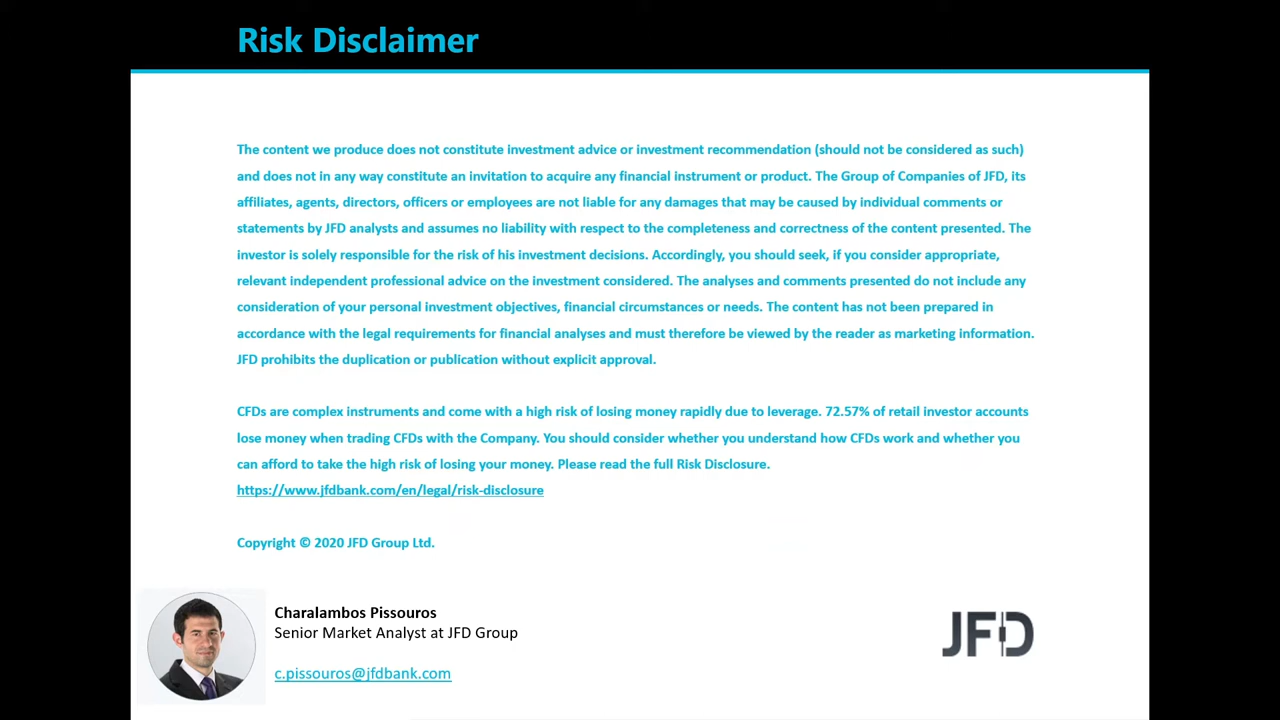 Risk Disclaimer
The content we produce does not constitute investment advice or investment recommendation (should not be considered as such)
and does not in any way constitute an invitation to acquire any financial instrument or product. The Group of Companies of JFD, its
affiliates, agents, directors, officers or employees are not liable for any damages that may be caused by individual comments or
statements by JFD analysts and assumes no liability with respect to the completeness and correctness of the content presented. The
investor is solely responsible for the risk of his investment decisions. Accordingly, you should seek, if you consider appropriate,
relevant independent professional advice on the investment considered. The analyses and comments presented do not include any
consideration of your personal investment objectives, financial circumstances or needs. The content has not been prepared in
accordance with the legal requirements for financial analyses and must therefore be viewed by the reader as marketing information.
JFD prohibits the duplication or publication without explicit approval.
CFDs are complex instruments and come with a high risk of losing money rapidly due to leverage. 72.57% of retail investor accounts
lose money when trading CFDs with the Company. You should consider whether you understand how CFDs work and whether you
can afford to take the high risk of losing your money. Please read the full Risk Disclosure.
https://www.jfdbank.com/en/legal/risk-disclosure
Copyright © 2020 JFD Group Ltd.
Charalambos Pissouros
Senior Market Analyst at JFD Group
c.pissouros@jfdbank.com
JFD